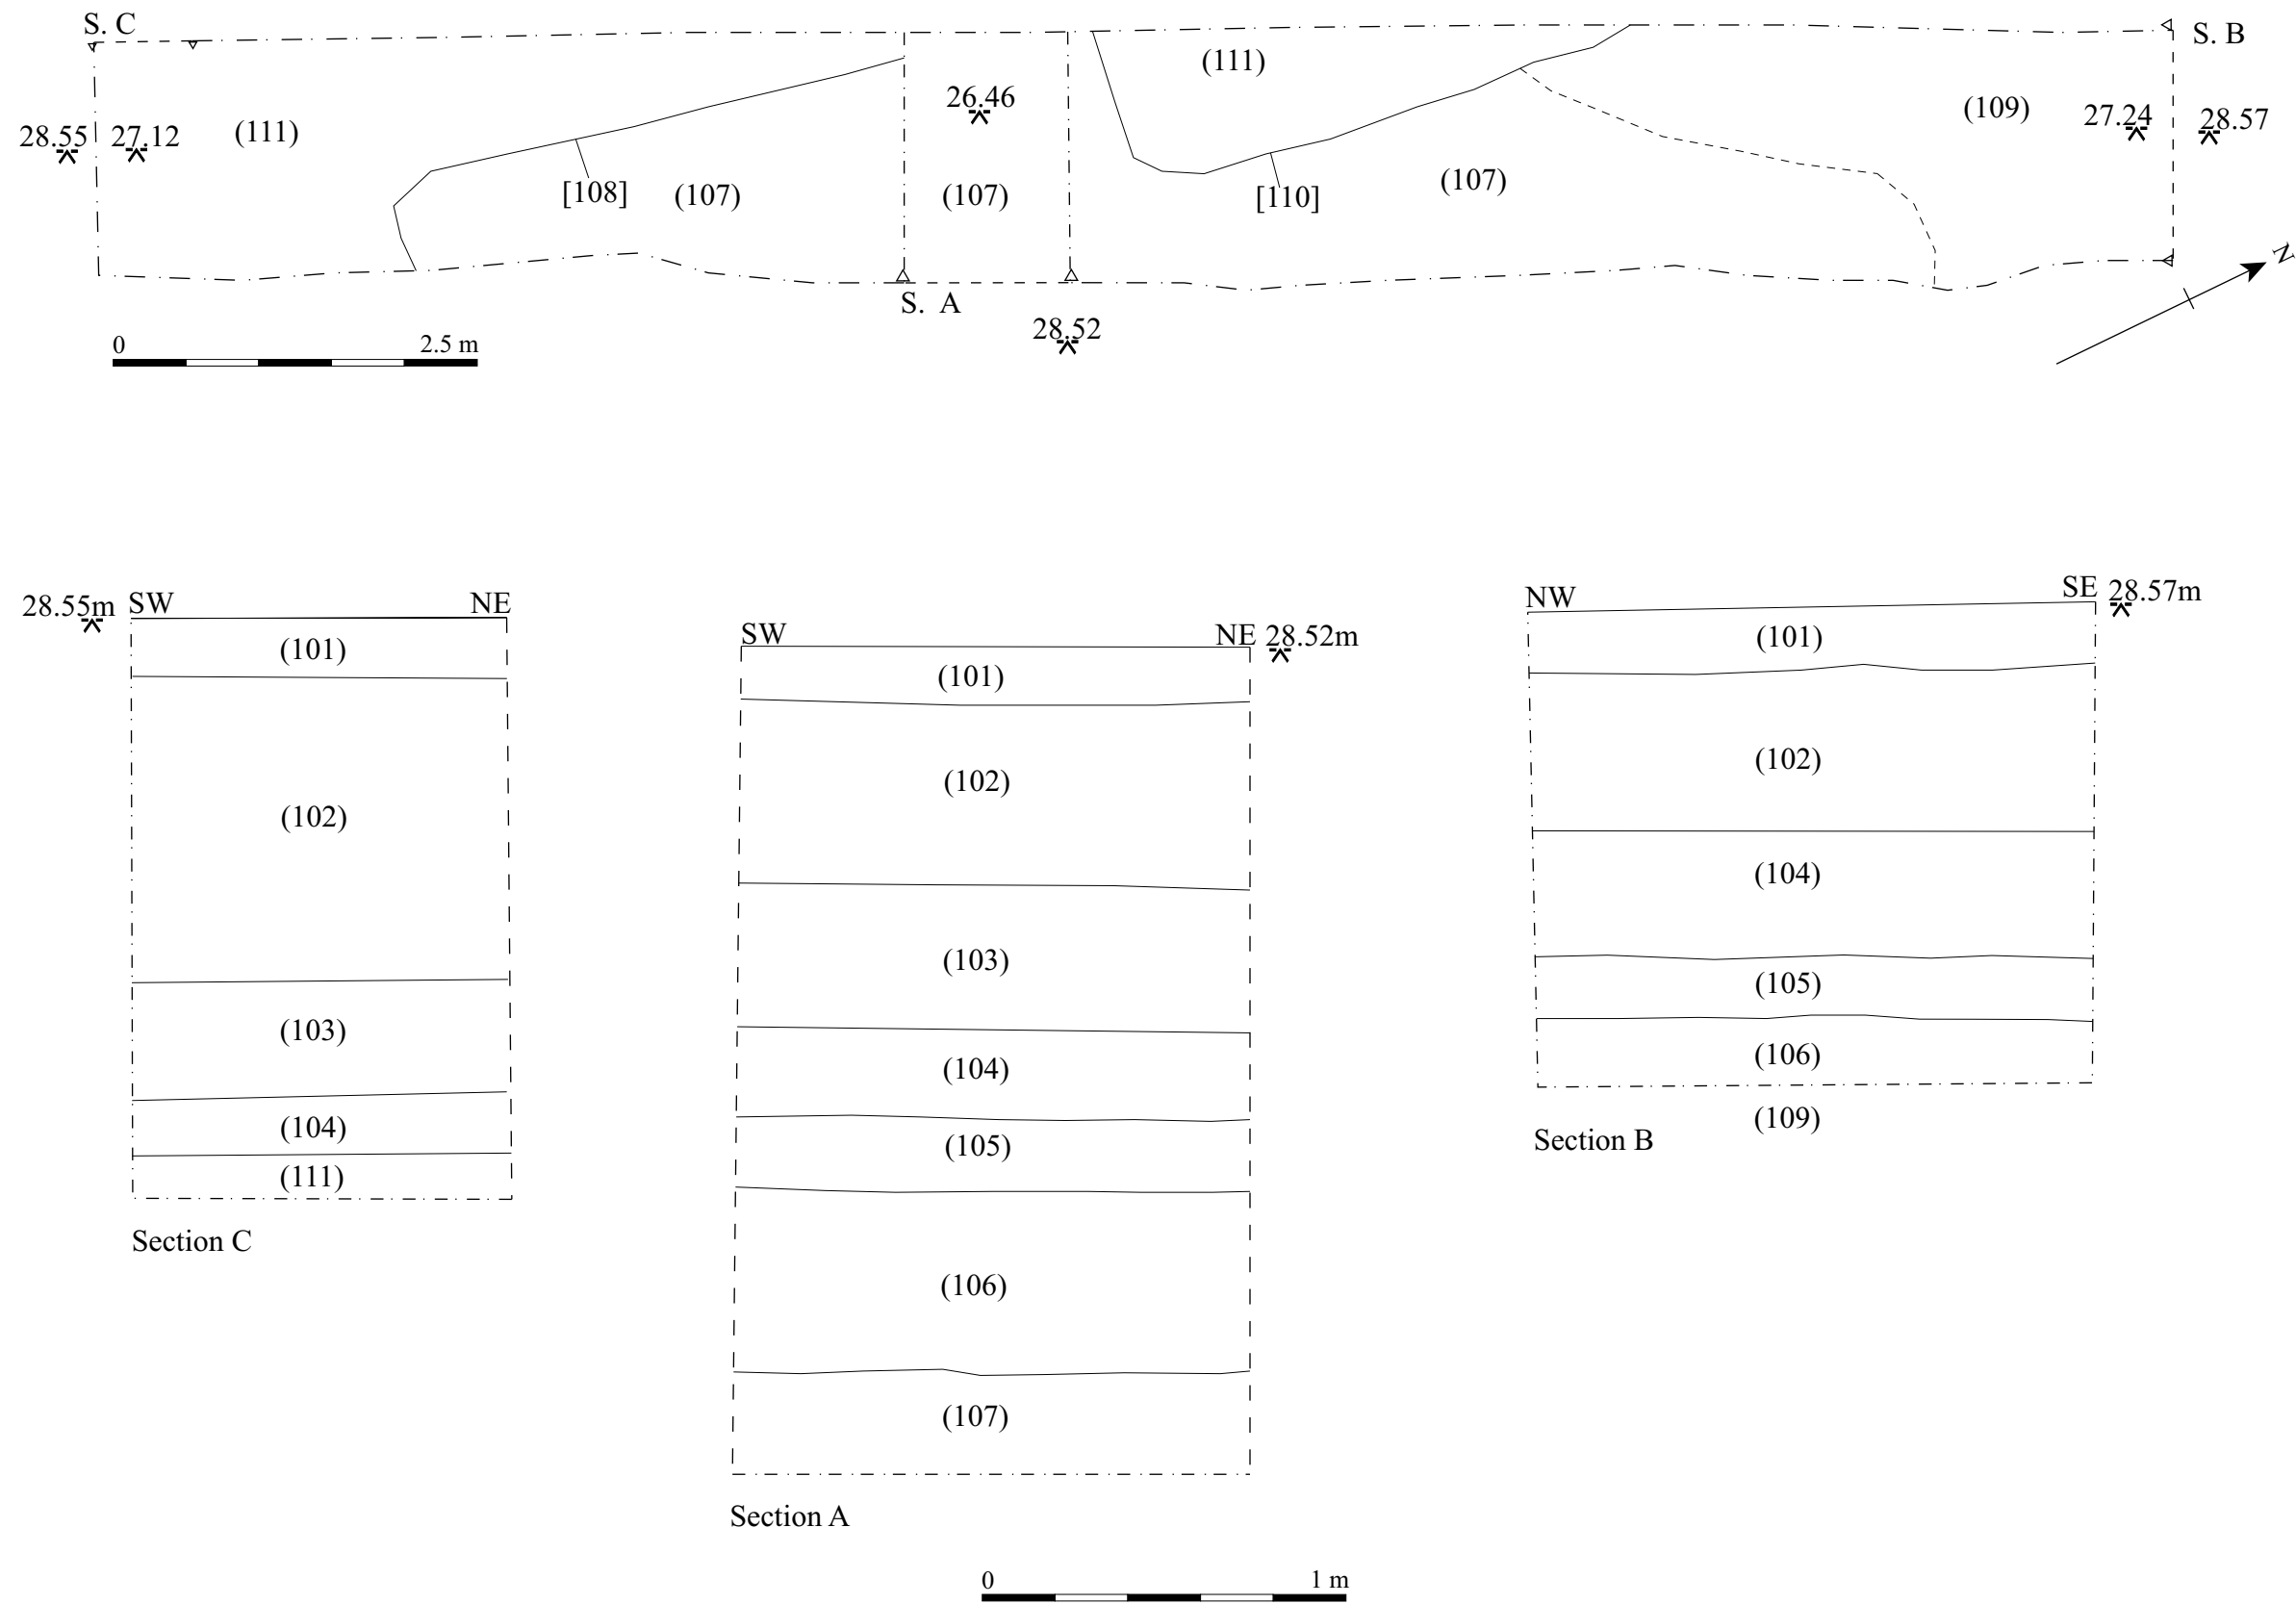 S. C
S. B
(111)
26.46
(109)
27.24
28.57
28.55
27.12
(111)
[108]
(107)
(107)
[110]
(107)
N
S. A
28.52
0
2.5 m
28.55m
SW
NE
(101)
(102)
(103)
(104)
(111)
Section C
SW
NE
28.52m
(101)
(102)
(103)
(104)
(105)
(106)
(107)
Section A
NW
SE
28.57m
(101)
(102)
(104)
(105)
(106)
(109)
Section B
0
1 m